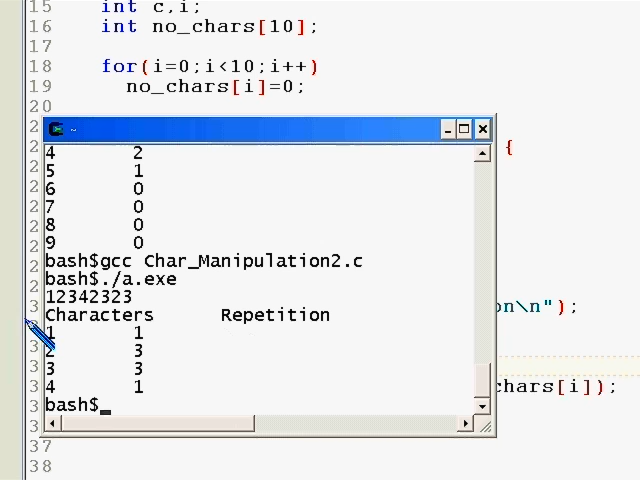 15 int c,i;
16 int no_chars[10];
17
18 for(i=0;i<10;i++)
19 no_chars[i]=0;
20
~
4 2
5 1
6 0
7 0
8 0
9 0
bash$gcc Char_Manipulation2.c
bash$./a.exe
12342323
Characters Repetition
1 1
2 3
3 3
4 1
bash$
{
on\n");
chars[i]);
37
38